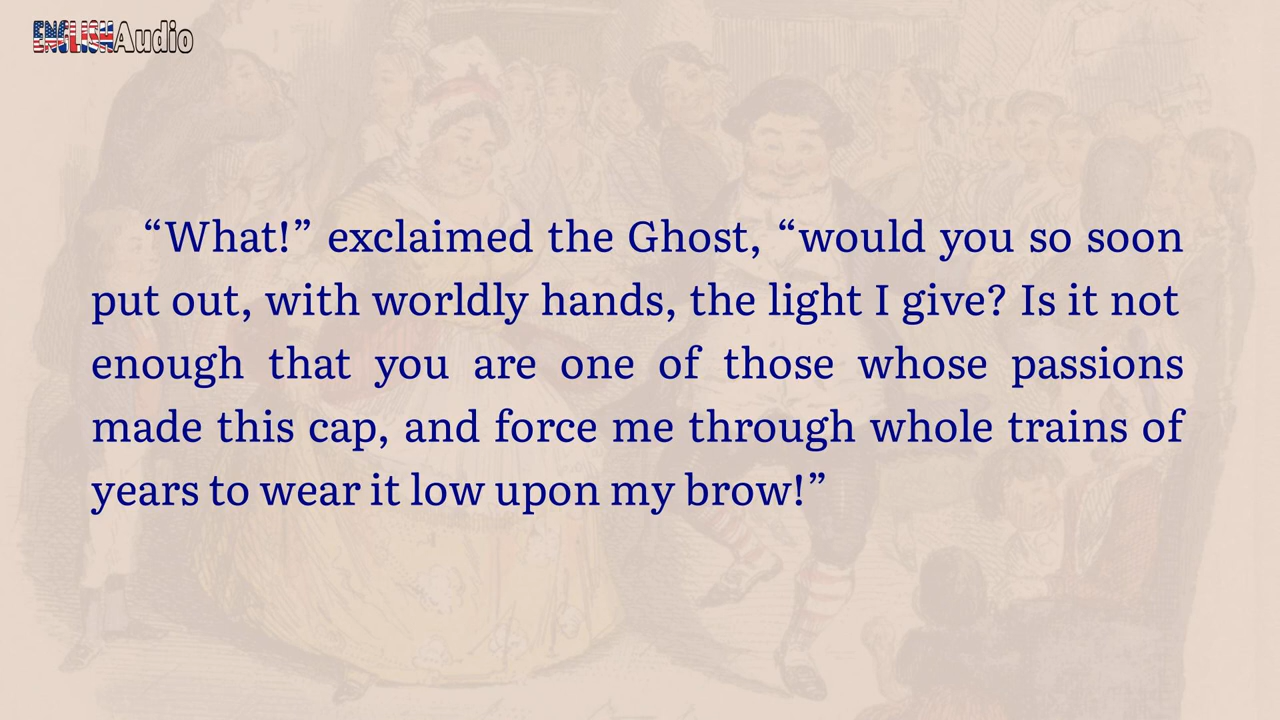 ENGLISHAudio
“What!” exclaimed the Ghost, “would you so soon
put out, with worldly hands, the light I give? Is it not
enough that you are one of those whose passions
made this cap, and force me through whole trains of
years to wear it low upon my brow!”